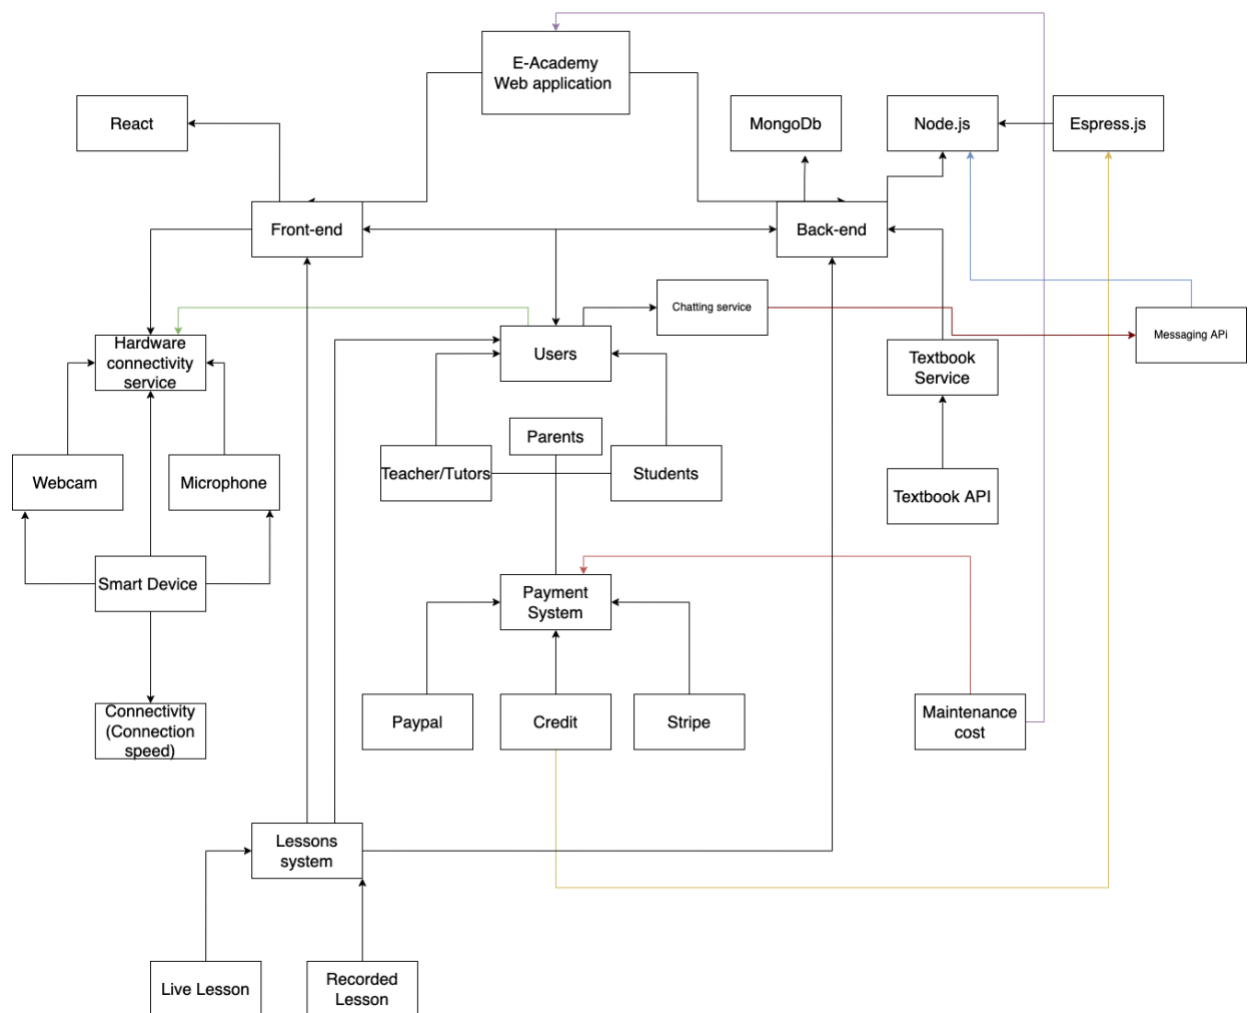 E-Academy
Web application
React
MongoDb
Node.js
Espress.js
Front-end
Back-end
Chatting service
Messaging APi
Hardware
connectivity
service
Users
Textbook
Service
Parents
Webcam
Microphone
Teacher/Tutors
Students
Textbook API
Smart Device
Payment
System
Connectivity
(Connection
speed)
Paypal
Credit
Stripe
Maintenance
cost
Lessons
system
Live Lesson
Recorded
Lesson